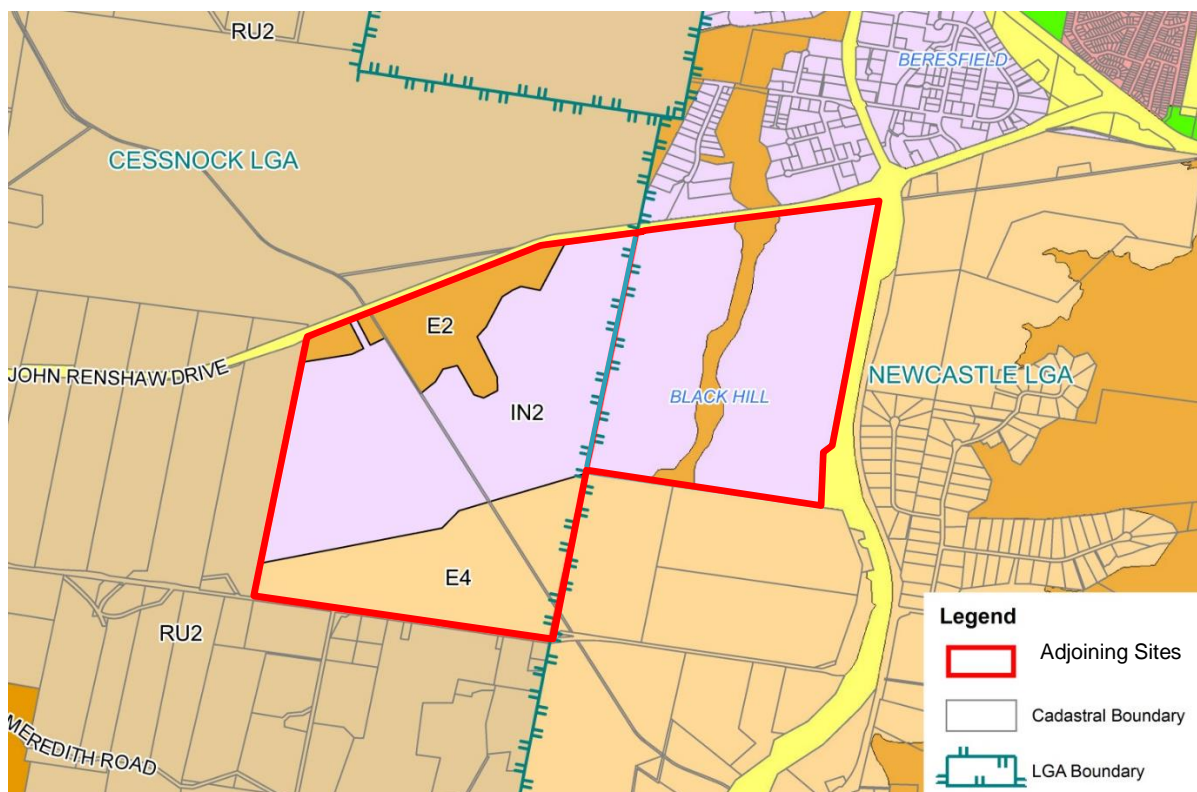 RU2
BERESFIELD
CESSNOCK LGA
E2
JOHN RENSHAW DRIVE
NEWCASTLE LGA
BLACK HILL
IN2
E4
RU2
MEREDITH ROAD
Legend
Adjoining Sites
Cadastral Boundary
LGA Boundary